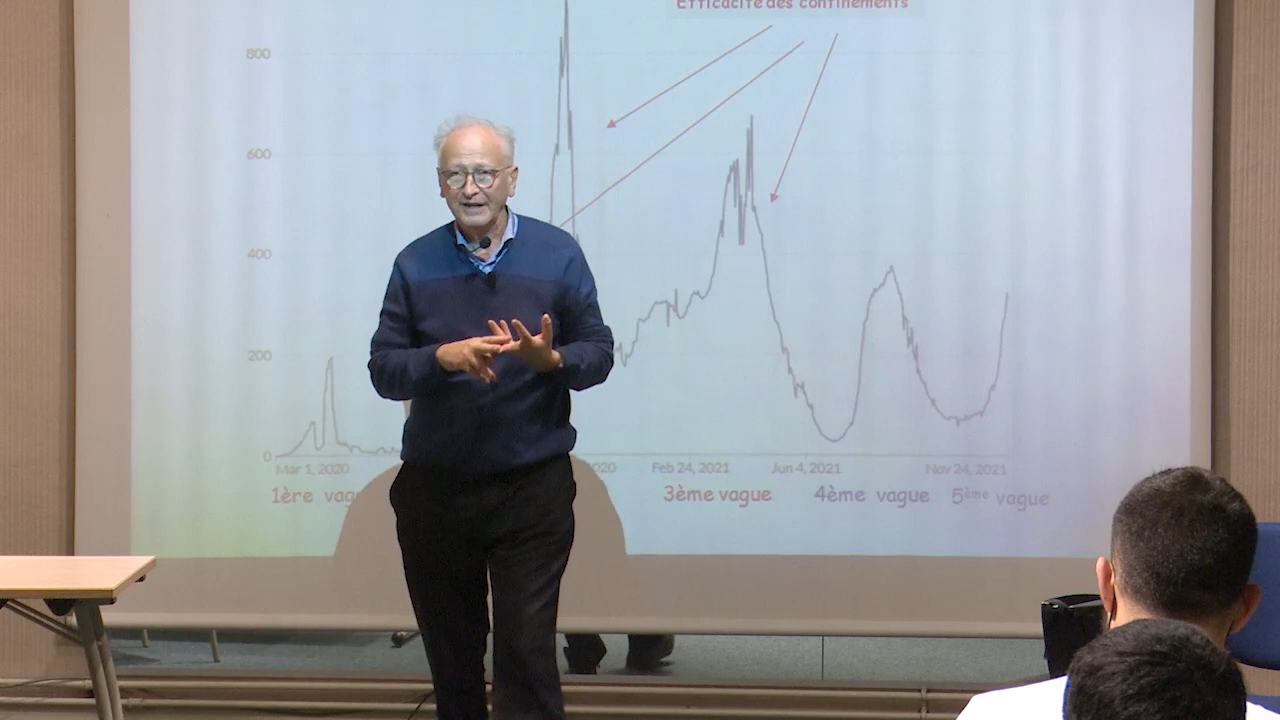 Efficacité des confinements
800
600
400
200
0
Mar 1, 2020
2020
Feb 24, 2021
Jun 4, 2021
Nov 24, 2021
1ère vag
3ème vague
4ème vague
5ème vague